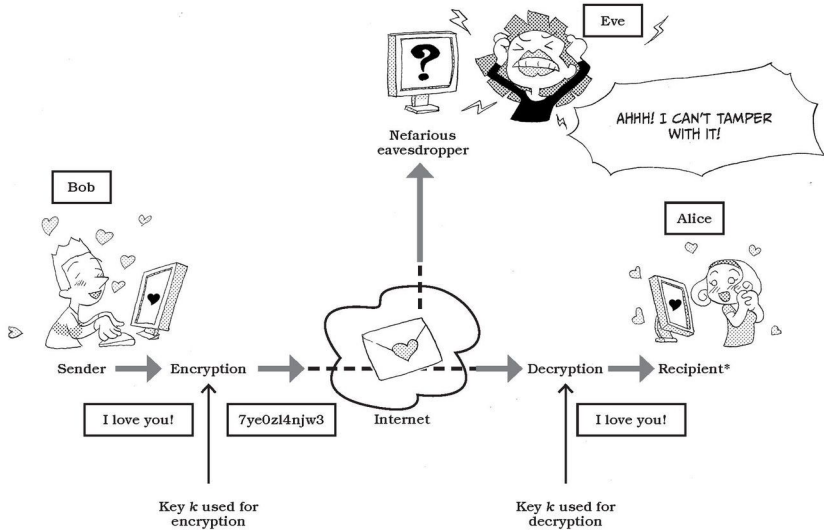 Eve
?
AHHH! I CAN'T TAMPER
WITH IT!
Nefarious
eavesdropper
Bob
Alice
Sender
Encryption
Decryption
Recipient*
I love you!
7ye0zl4njw3
Internet
I love you!
Key k used for
encryption
Key k used for
decryption